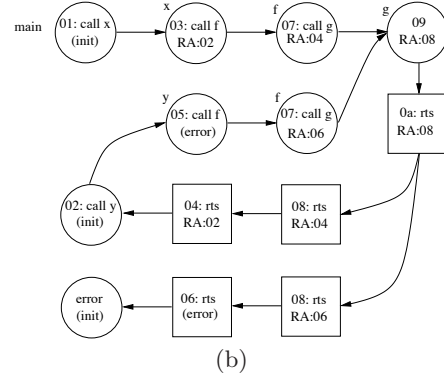 x
f
g
main
01: call x
(init)
03: call f
RA:02
07: call g
RA:04
09
RA:08
y
f
05: call f
(error)
07: call g
RA:06
0a: rts
RA:08
02: call y
(init)
04: rts
RA:02
08: rts
RA:04
error
(init)
06: rts
(error)
08: rts
RA:06
(b)